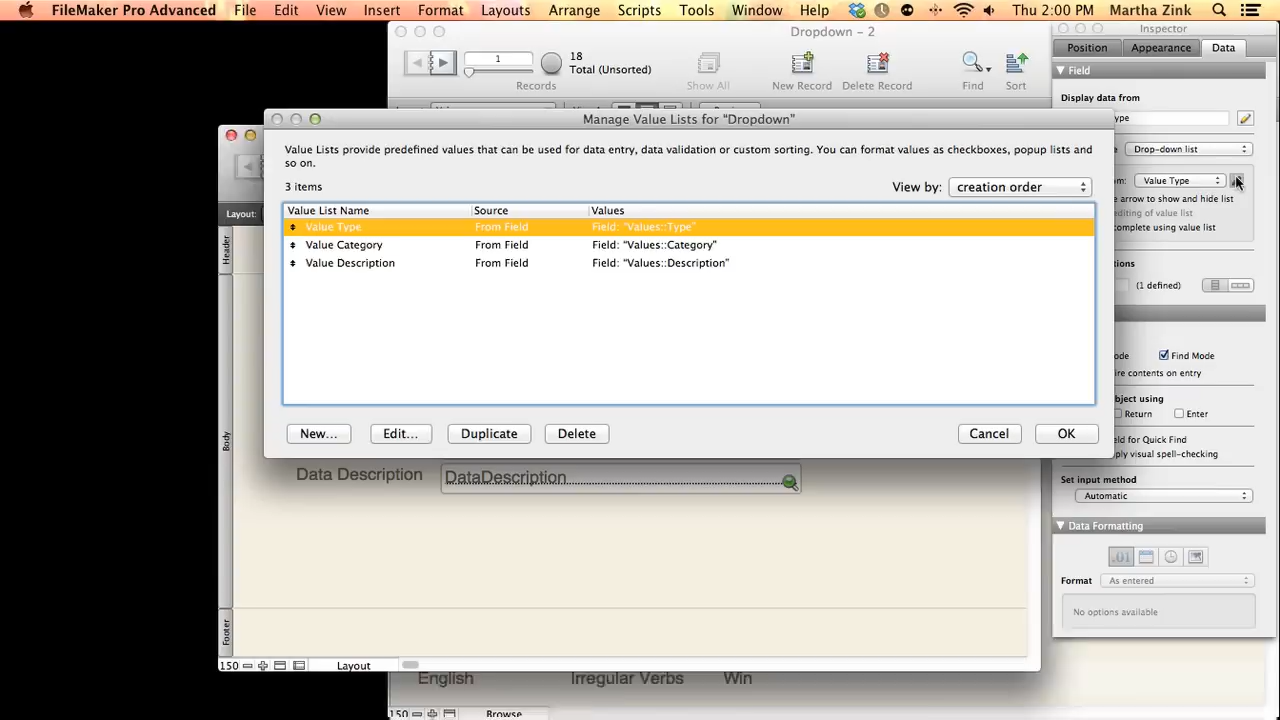 FileMaker Pro Advanced File Edit View Insert Format Layouts Arrange Scripts Tools Window Help Thu 2:00 PM Martha Zink
Dropdown – 2
Inspector
Position Appearance Data
1
18
Total (Unsorted)
Records
Show All
New Record
Delete Record
Find
Sort
Field
Display data from
ype
Drop-down list
Value Type
e arrow to show and hide list
editing of value list
complete using value list
(1 defined)
ode
Find Mode
re contents on entry
bject using
Return
Enter
eld for Quick Find
ply visual spell-checking
Set input method
Automatic
Data Formatting
Format
As entered
No options available
Manage Value Lists for “Dropdown”
Value Lists provide predefined values that can be used for data entry, data validation or custom sorting. You can format values as checkboxes, popup lists and
so on.
3 items
View by: creation order
Value List Name Source Values
Value Type From Field Field: “Values::Type”
Value Category From Field Field: “Values::Category”
Value Description From Field Field: “Values::Description”
New... Edit... Duplicate Delete Cancel OK
Layout:
Header
Body
Footer
Data Description
DataDescription
150
Layout
English Irregular Verbs Win
150
Browse